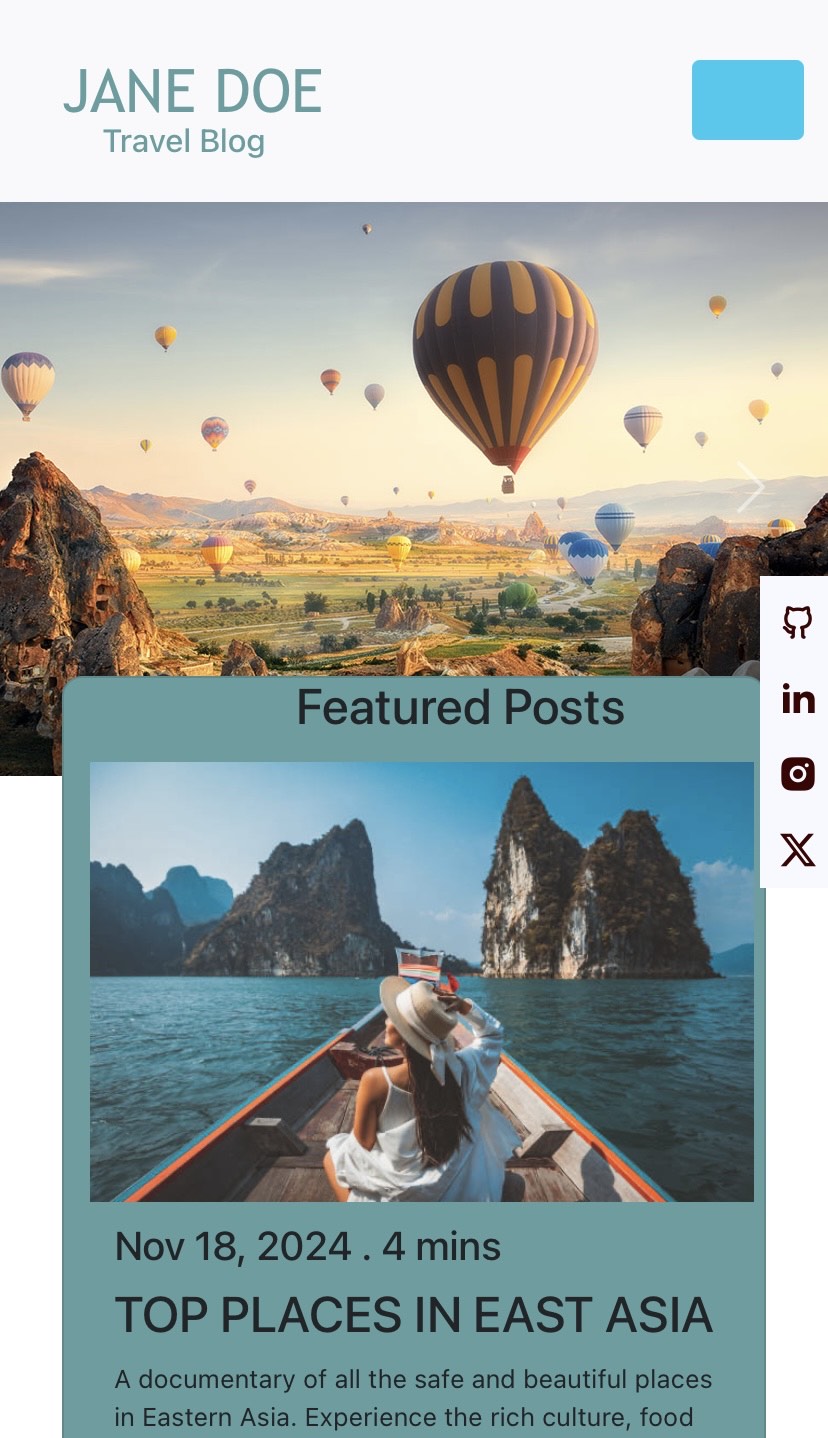 JANE DOE
Travel Blog
Featured Posts
Nov 18, 2024 . 4 mins
TOP PLACES IN EAST ASIA
A documentary of all the safe and beautiful places
in Eastern Asia. Experience the rich culture, food